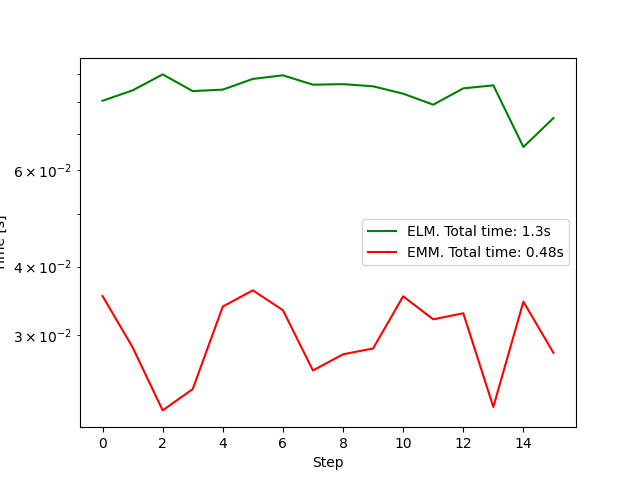 6 × 10⁻²
4 × 10⁻²
3 × 10⁻²
ELM. Total time: 1.3s
EMM. Total time: 0.48s
0 2 4 6 8 10 12 14
Step